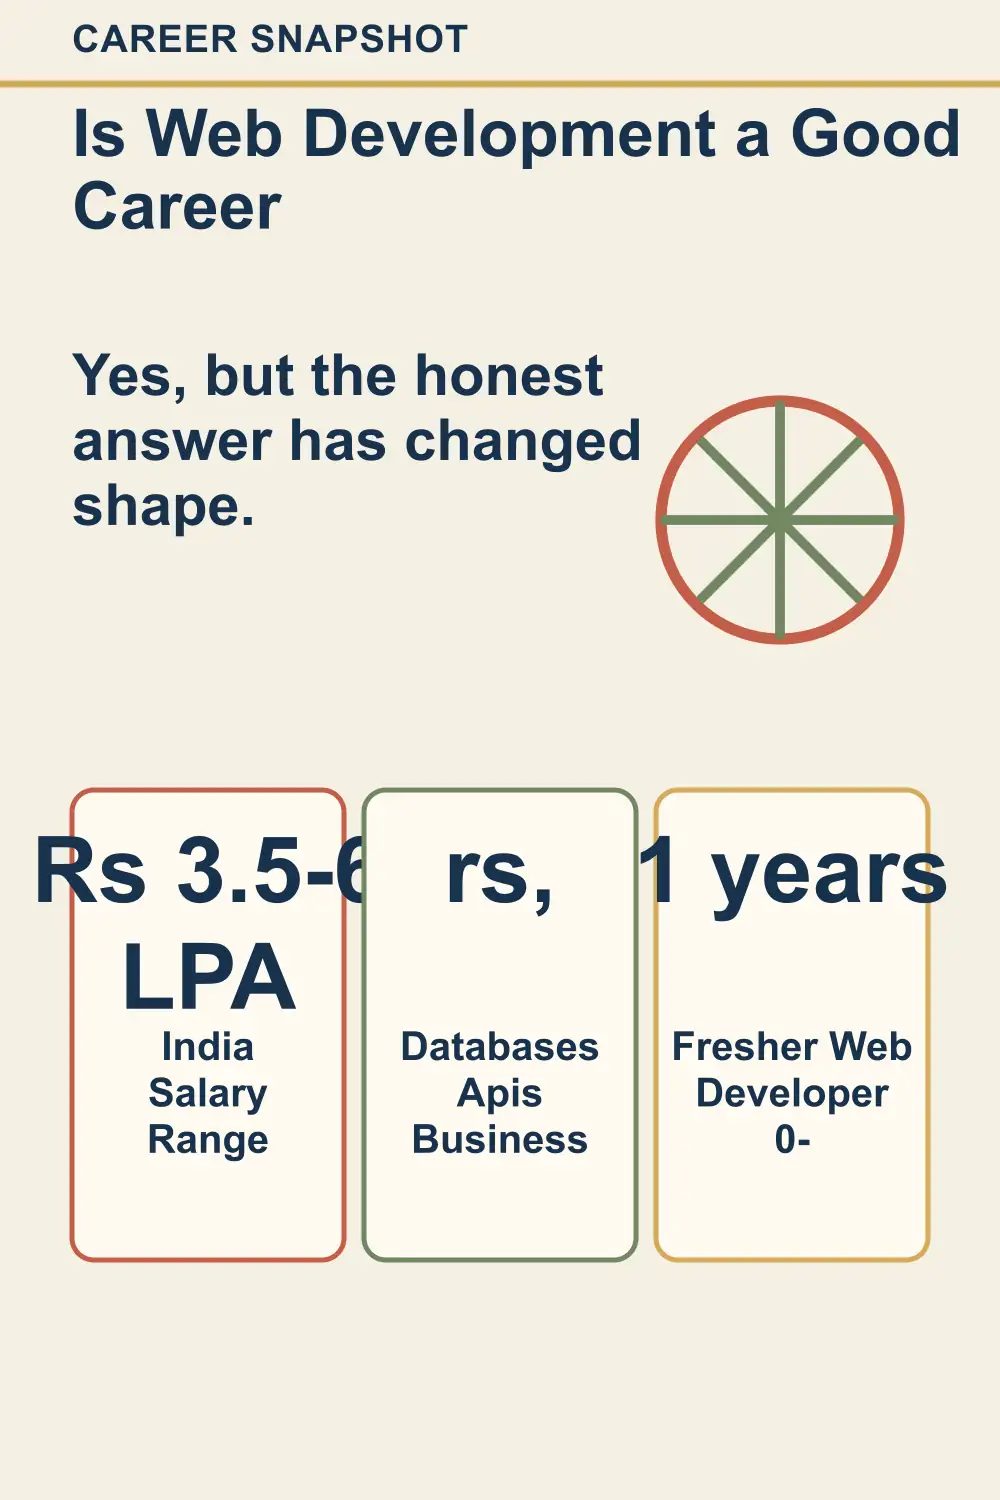 CAREER SNAPSHOT
Is Web Development a Good
Career
Yes, but the honest
answer has changed
shape.
Rs 3.5-6
LPA
India
Salary
Range
rs,
Databases
Apis
Business
1 years
Fresher Web
Developer
0-